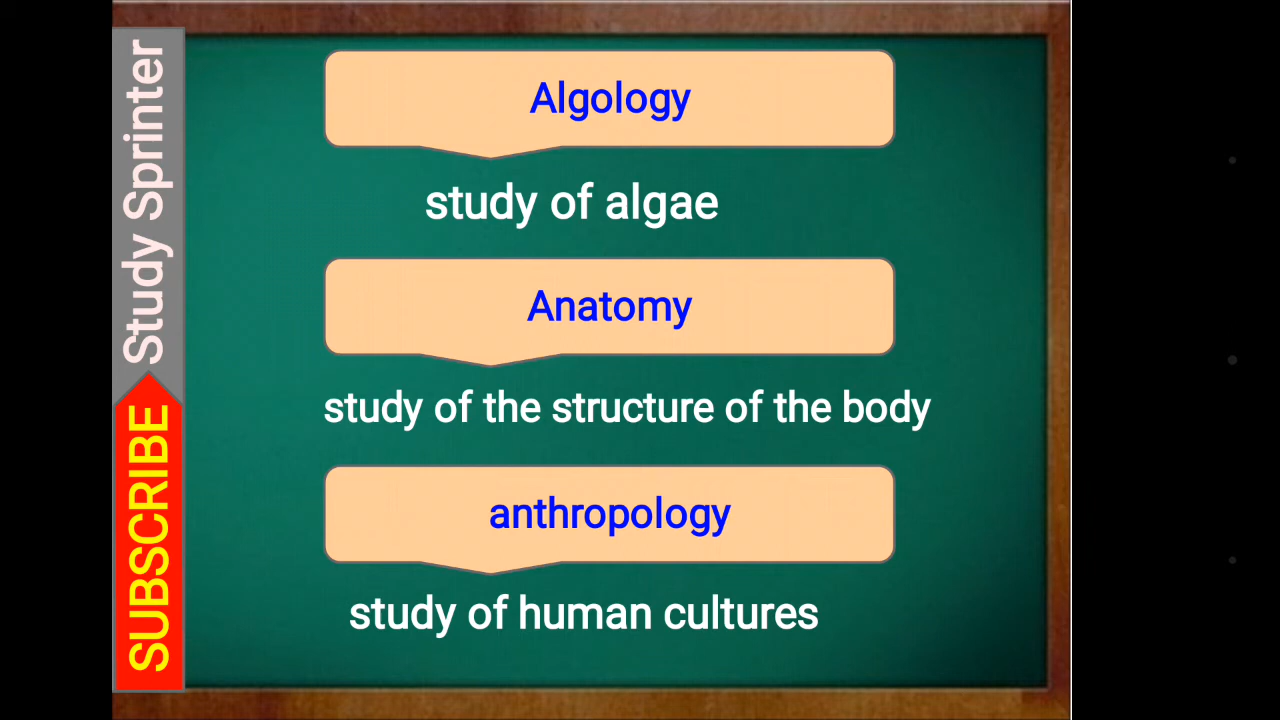 Study Sprinter
SUBSCRIBE
Algology
study of algae
Anatomy
study of the structure of the body
anthropology
study of human cultures